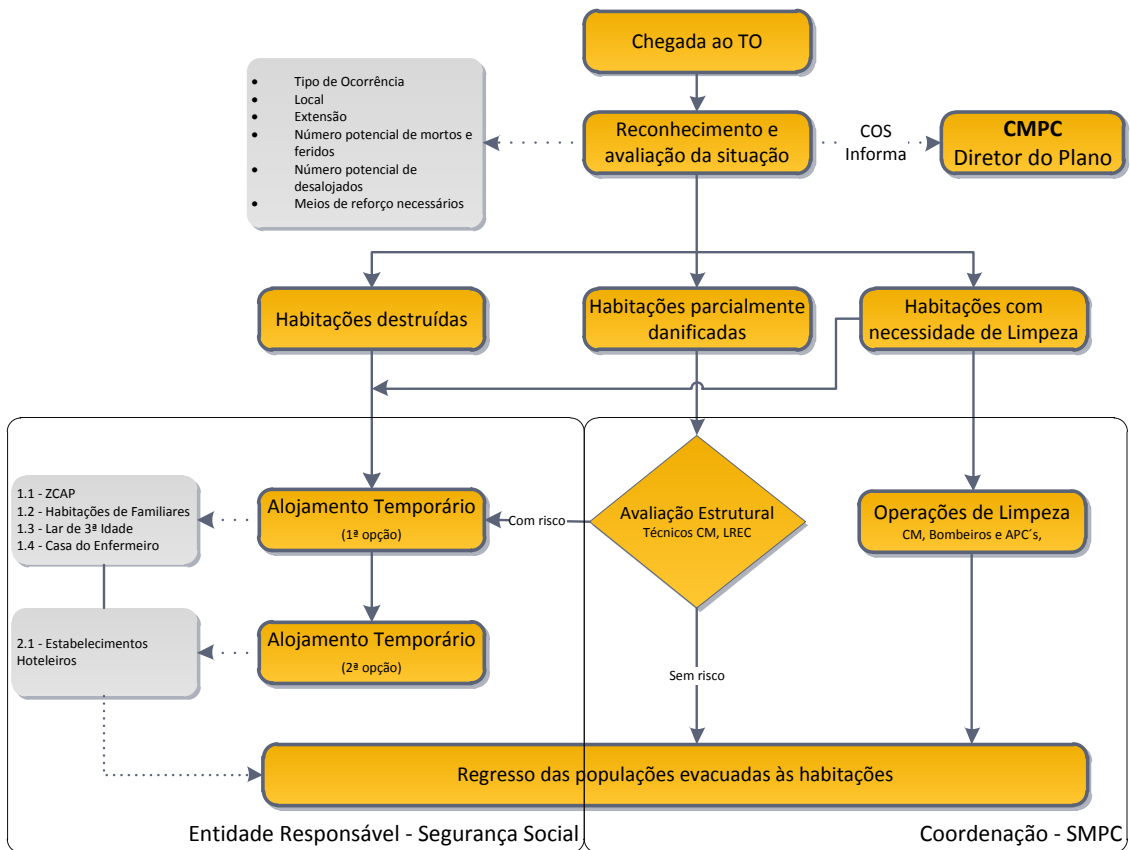 Chegada ao TO
• Tipo de Ocorrência
• Local
• Extensão
• Número potencial de mortos e
feridos
• Número potencial de
desalojados
• Meios de reforço necessários
Reconhecimento e
avaliação da situação
COS
Informa
CMPC
Diretor do Plano
Habitações destruídas
Habitações parcialmente
danificadas
Habitações com
necessidade de Limpeza
1.1 - ZCAP
1.2 - Habitações de Familiares
1.3 - Lar de 3ª Idade
1.4 - Casa do Enfermeiro
Alojamento Temporário
(1ª opção)
Com risco
Avaliação Estrutural
Técnicos CM, LREC
Operações de Limpeza
CM, Bombeiros e APC´s,
2.1 - Estabelecimentos
Hoteleiros
Alojamento Temporário
(2ª opção)
Sem risco
Regresso das populações evacuadas às habitações
Entidade Responsável - Segurança Social
Coordenação - SMPC